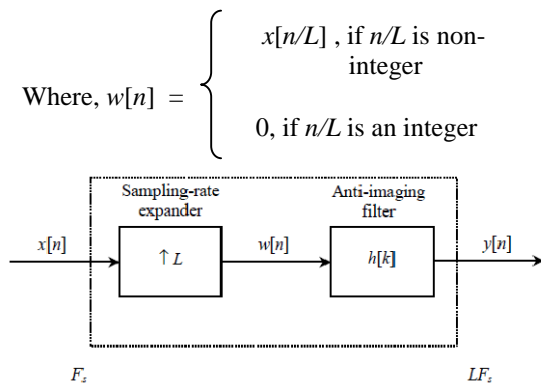 x[n/L] , if n/L is non-
integer
Where, w[n] =
0, if n/L is an integer
Sampling-rate
expander
Anti-imaging
filter
x[n]
↑ L
w[n]
h[k]
y[n]
Fs
LFs